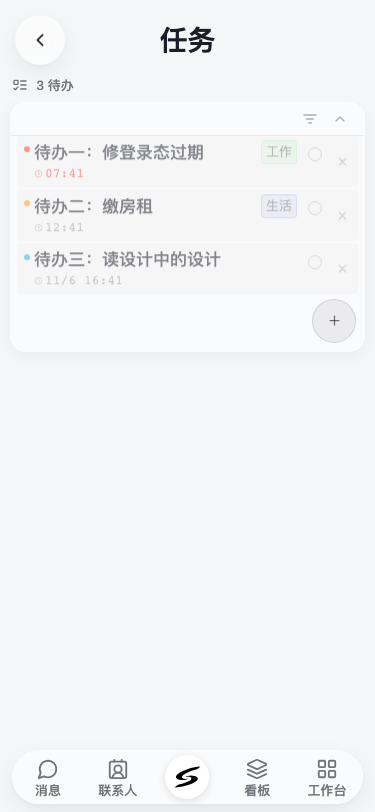 任务
3 待办
待办一：修登录态过期 工作
07:41
待办二：缴房租 生活
12:41
待办三：读设计中的设计
11/6 16:41
消息 联系人 看板 工作台